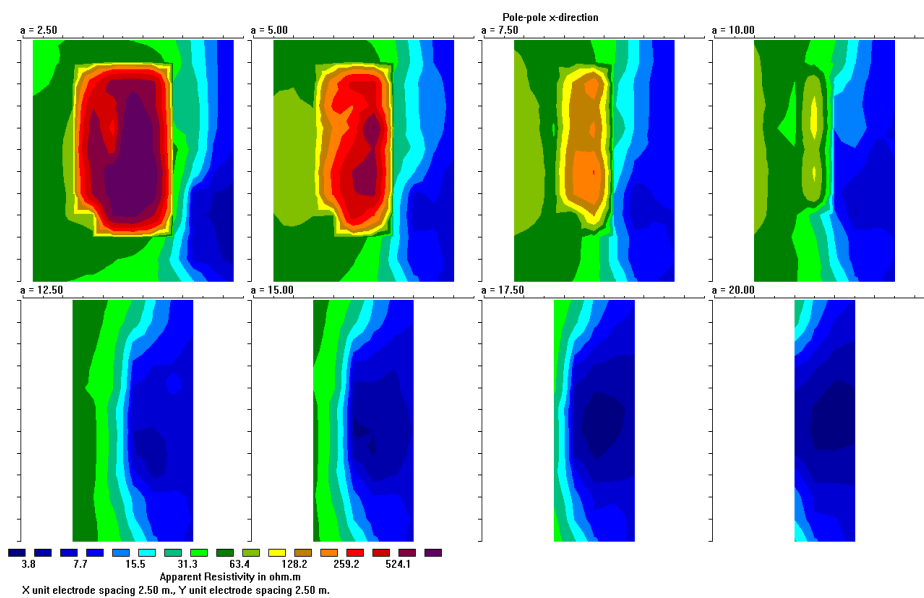 Pole-pole x-direction
a = 2.50
a = 5.00
a = 7.50
a = 10.00
a = 12.50
a = 15.00
a = 17.50
a = 20.00
3.8 7.7 15.5 31.3 63.4 128.2 259.2 524.1
Apparent Resistivity in ohm.m
X unit electrode spacing 2.50 m., Y unit electrode spacing 2.50 m.